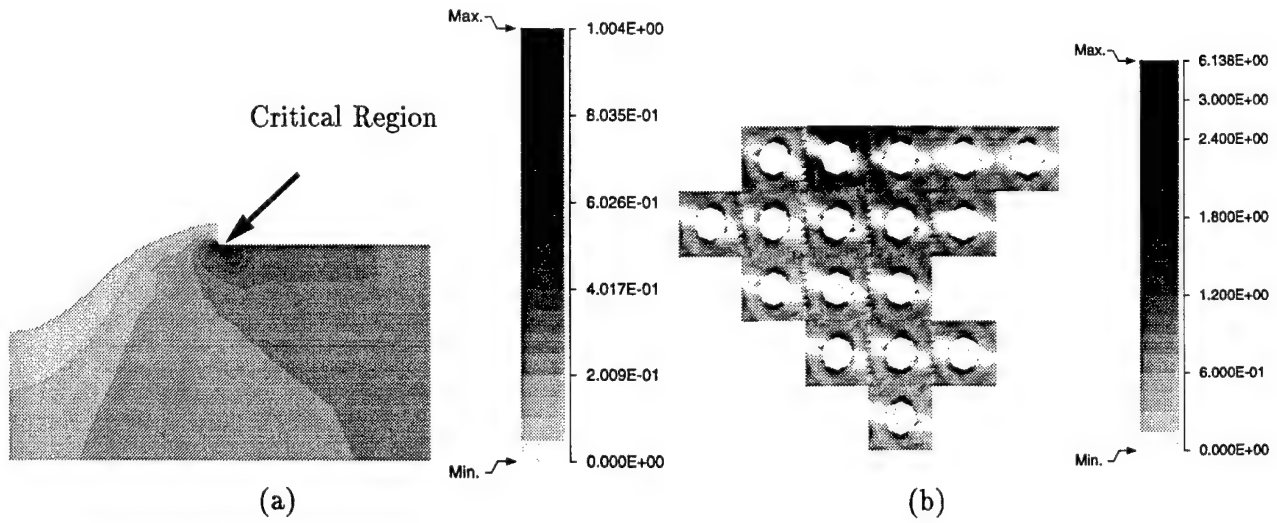 Max.
1.004E+00
8.035E-01
6.026E-01
4.017E-01
2.009E-01
0.000E+00
Min.
Critical Region
(a)
Max.
6.138E+00
3.000E+00
2.400E+00
1.800E+00
1.200E+00
6.000E-01
0.000E+00
Min.
(b)